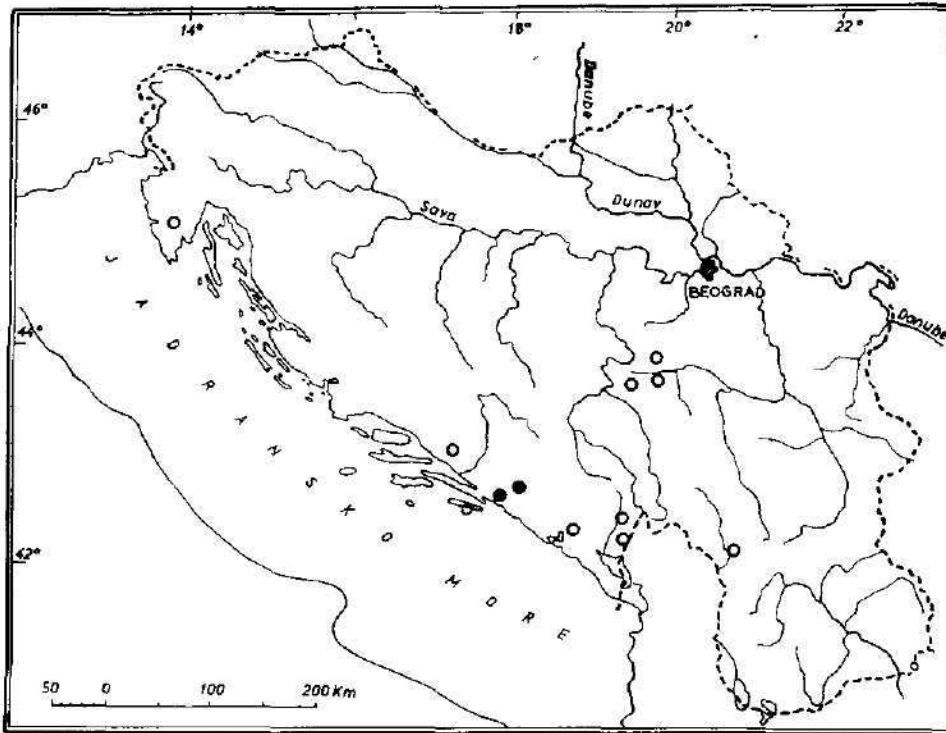 14° 18° 20° 22°
46°
Danube
Dunav
Sava
BEOGRAD
44°
Danube
JADRANSKO MORE
42°
50 0 100 200 Km